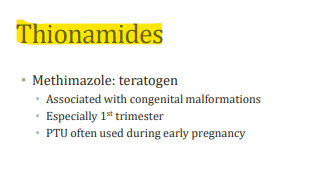 Thionamides
• Methimazole: teratogen
• Associated with congenital malformations
• Especially 1st trimester
• PTU often used during early pregnancy